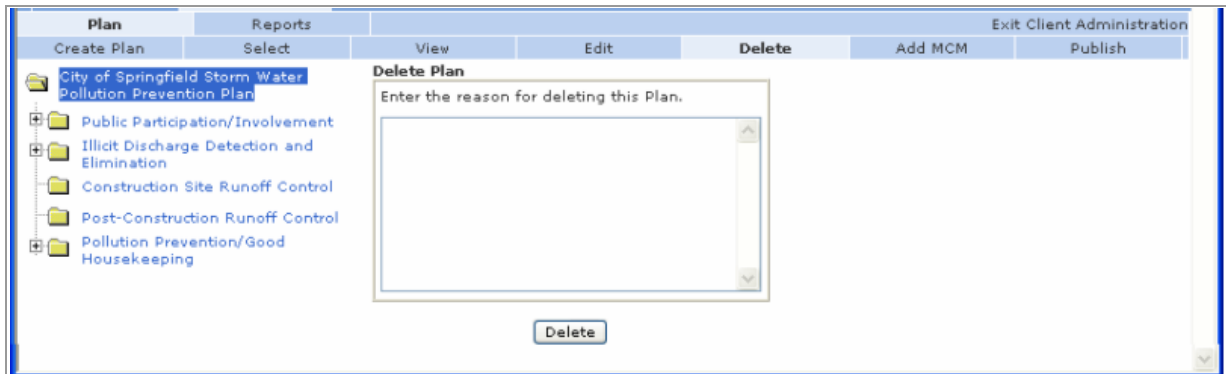 Plan Reports Exit Client Administration
Create Plan Select View Edit Delete Add MCM Publish
City of Springfield Storm Water
Pollution Prevention Plan
Public Participation/Involvement
Illicit Discharge Detection and
Elimination
Construction Site Runoff Control
Post-Construction Runoff Control
Pollution Prevention/Good
Housekeeping
Delete Plan
Enter the reason for deleting this Plan.
Delete